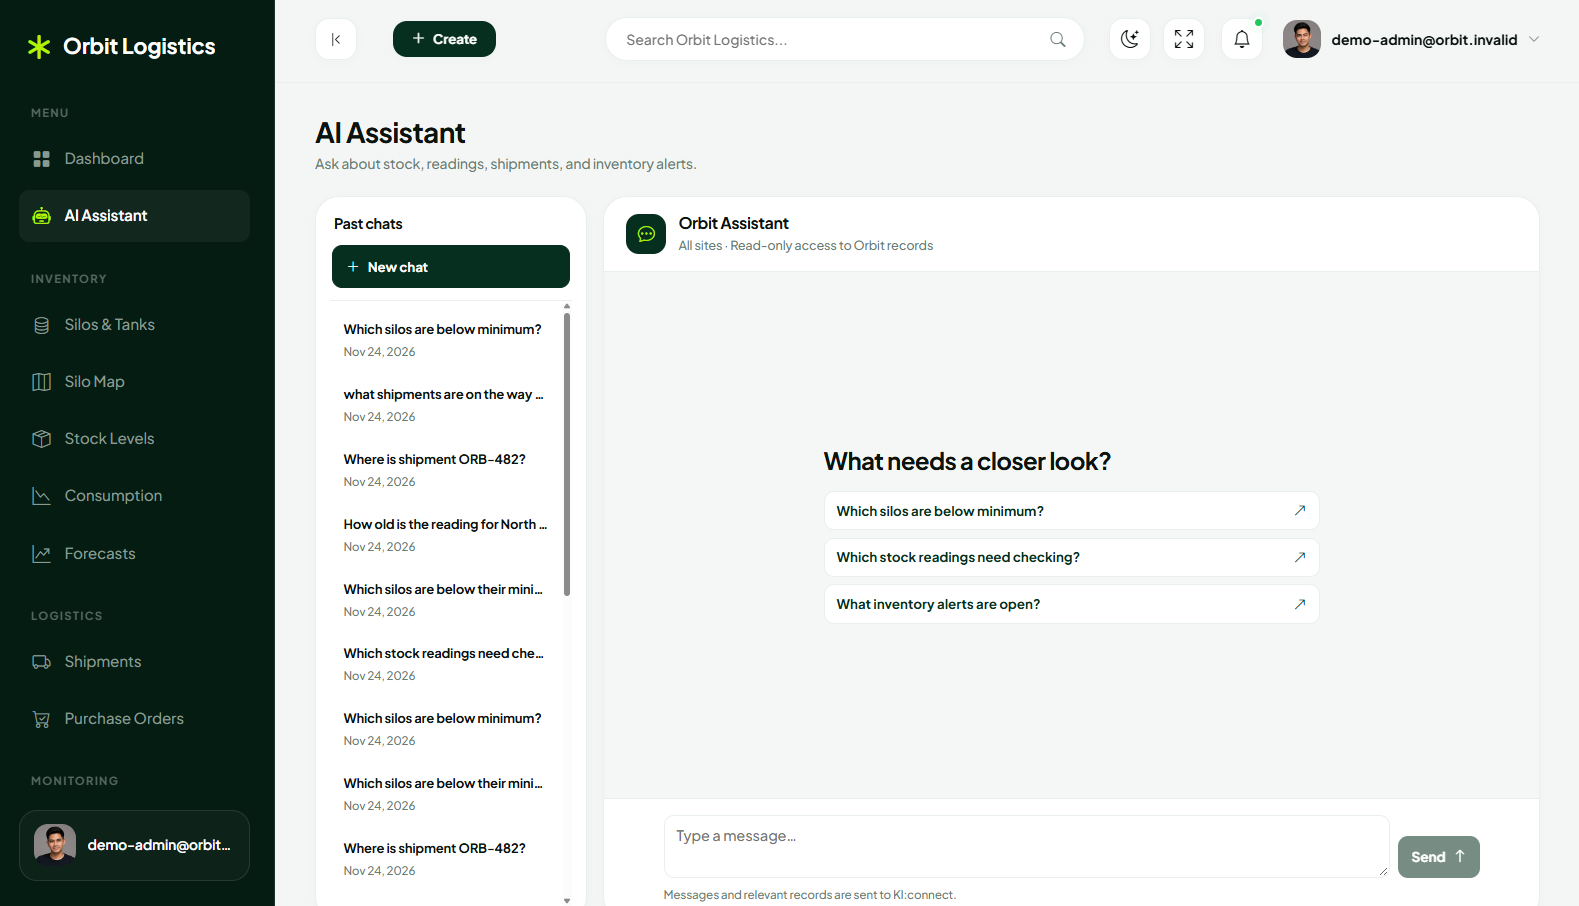 Orbit Logistics
MENU
Dashboard
AI Assistant
INVENTORY
Silos & Tanks
Silo Map
Stock Levels
Consumption
Forecasts
LOGISTICS
Shipments
Purchase Orders
MONITORING
demo-admin@orbit...
Create
Search Orbit Logistics...
demo-admin@orbit.invalid
AI Assistant
Ask about stock, readings, shipments, and inventory alerts.
Past chats
+ New chat
Which silos are below minimum?
Nov 24, 2026
what shipments are on the way ...
Nov 24, 2026
Where is shipment ORB-482?
Nov 24, 2026
How old is the reading for North ...
Nov 24, 2026
Which silos are below their mini...
Nov 24, 2026
Which stock readings need che...
Nov 24, 2026
Which silos are below minimum?
Nov 24, 2026
Which silos are below their mini...
Nov 24, 2026
Where is shipment ORB-482?
Nov 24, 2026
Orbit Assistant
All sites · Read-only access to Orbit records
What needs a closer look?
Which silos are below minimum?
Which stock readings need checking?
What inventory alerts are open?
Type a message...
Send ↑
Messages and relevant records are sent to KI:connect.